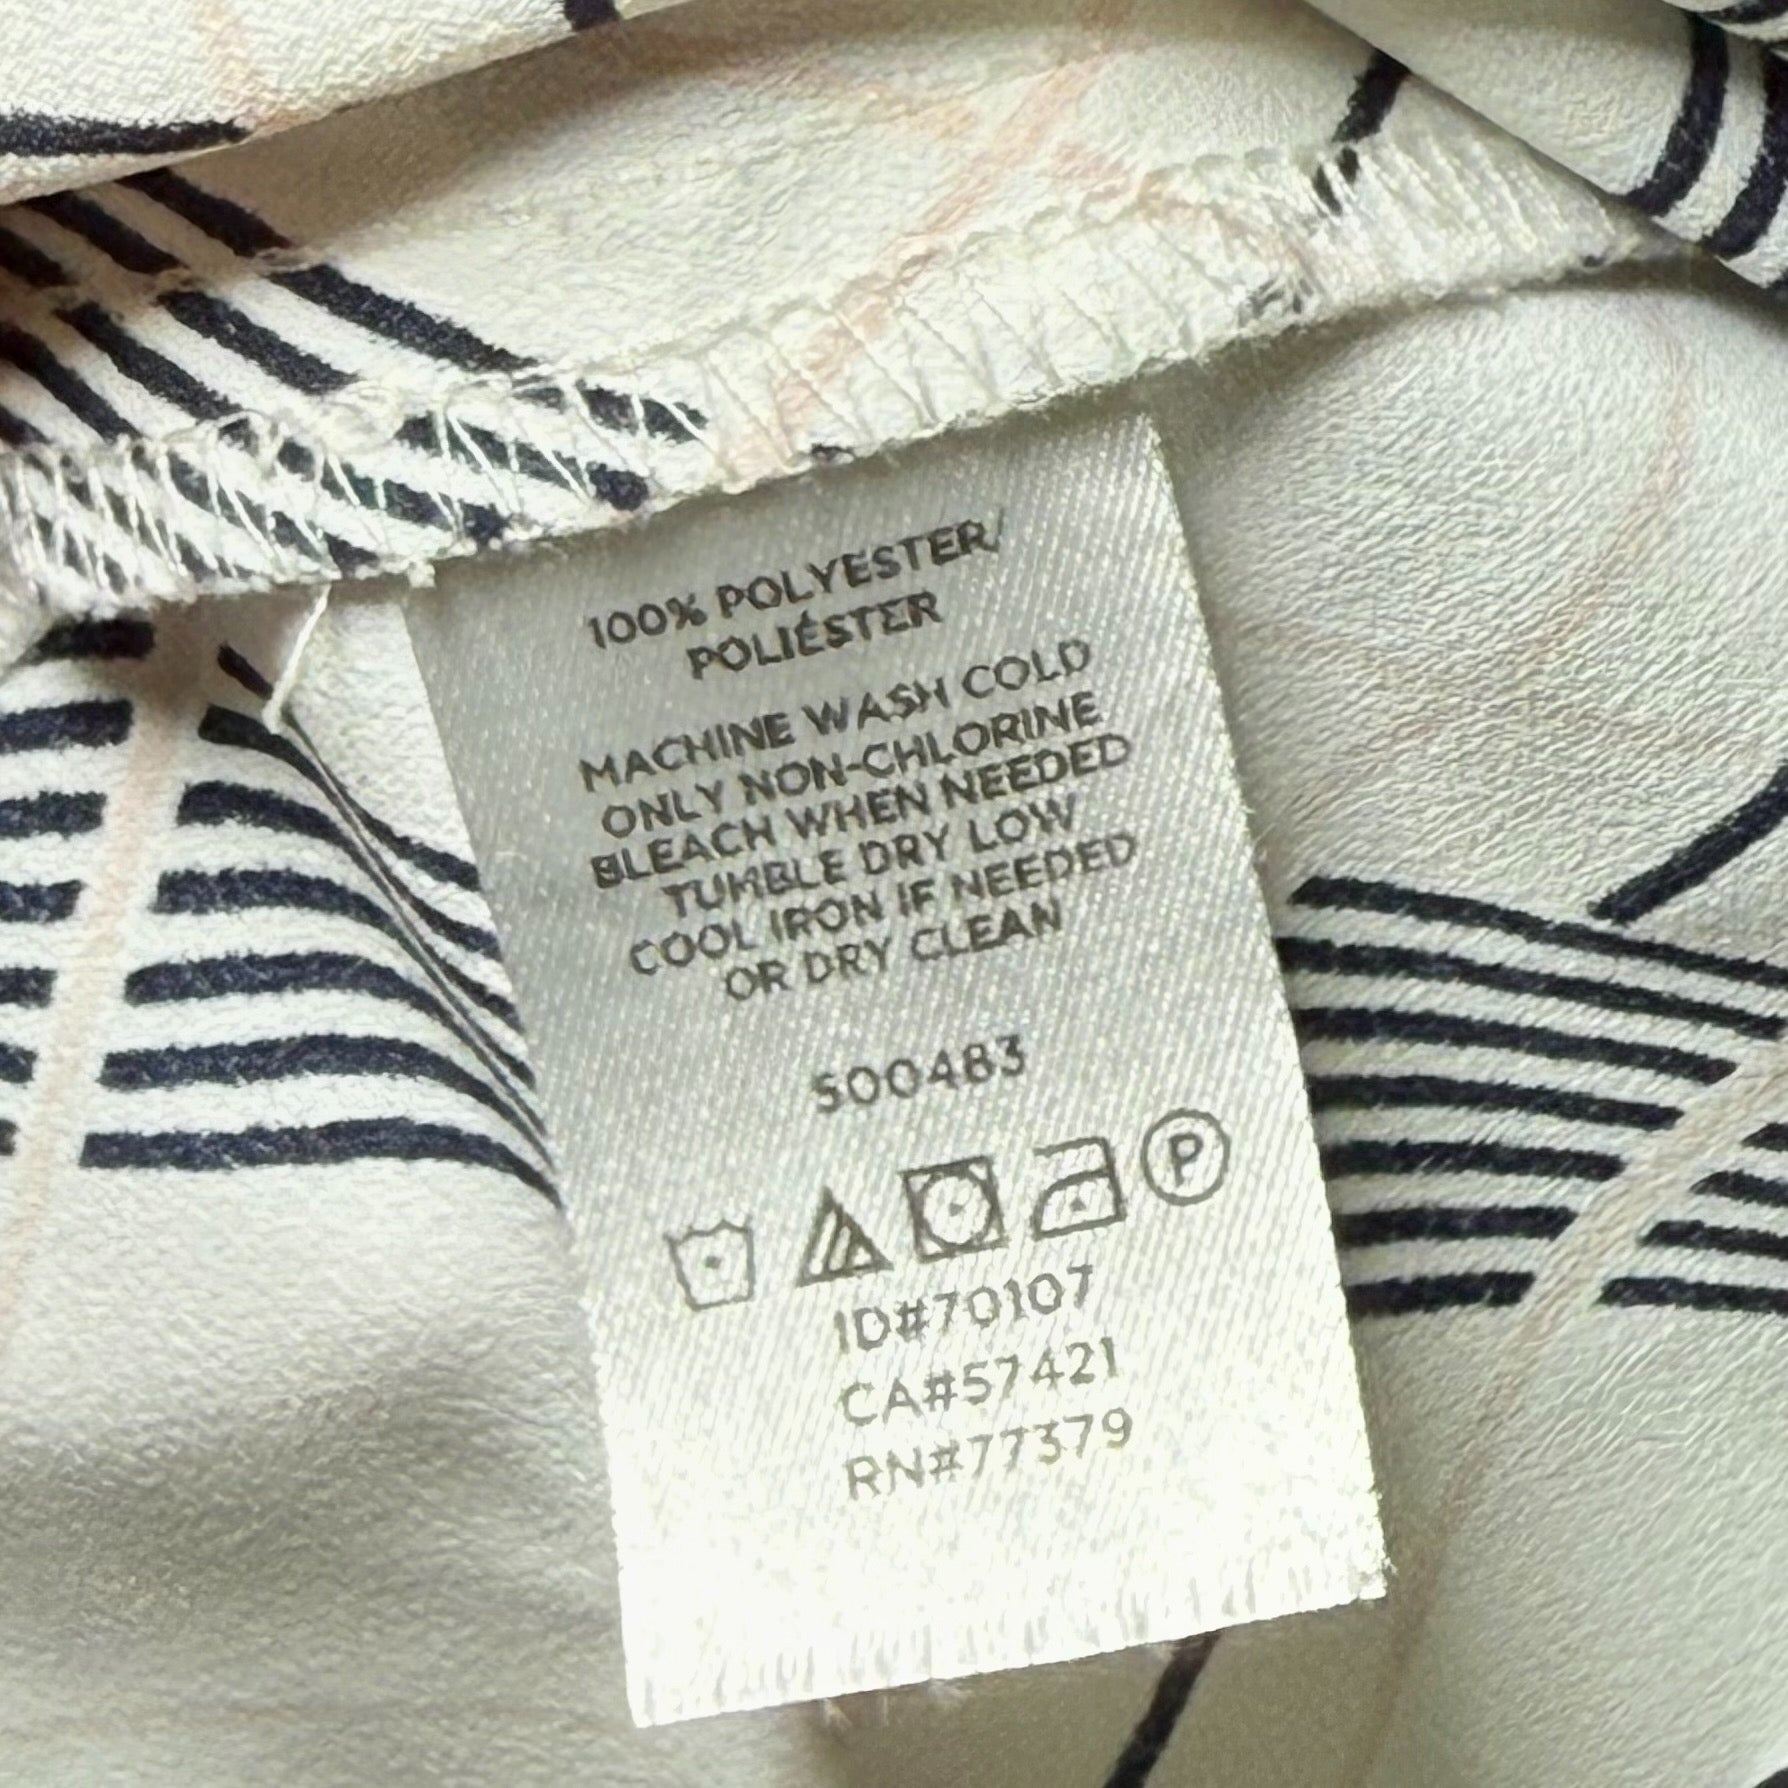 100% POLYESTER/
POLIÉSTER
MACHINE WASH COLD
ONLY NON-CHLORINE
BLEACH WHEN NEEDED
TUMBLE DRY LOW
COOL IRON IF NEEDED
OR DRY CLEAN
S00483
P
ID#70107
CA#57421
RN#77379